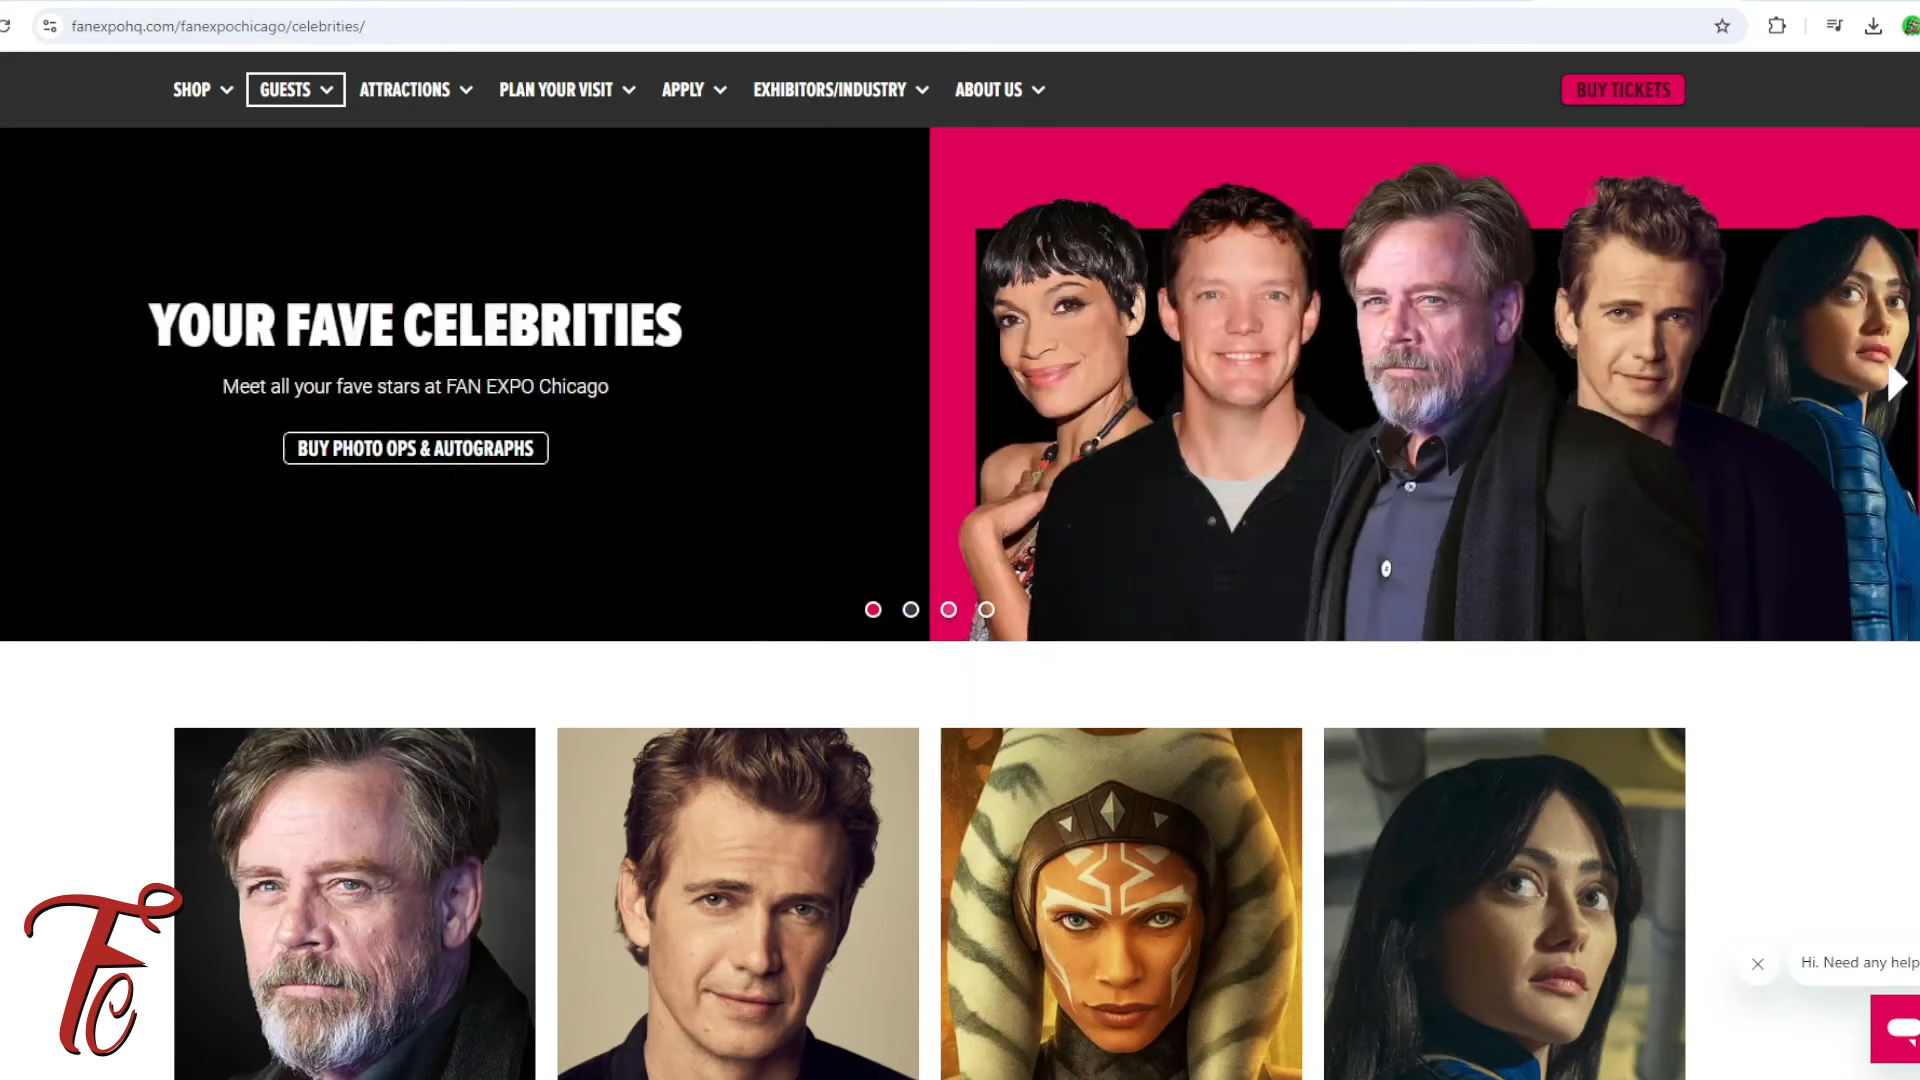 fanexpohq.com/fanexpochicago/celebrities/
SHOP GUESTS ATTRACTIONS PLAN YOUR VISIT APPLY EXHIBITORS/INDUSTRY ABOUT US BUY TICKETS
YOUR FAVE CELEBRITIES
Meet all your fave stars at FAN EXPO Chicago
BUY PHOTO OPS & AUTOGRAPHS
Hi. Need any help
FC